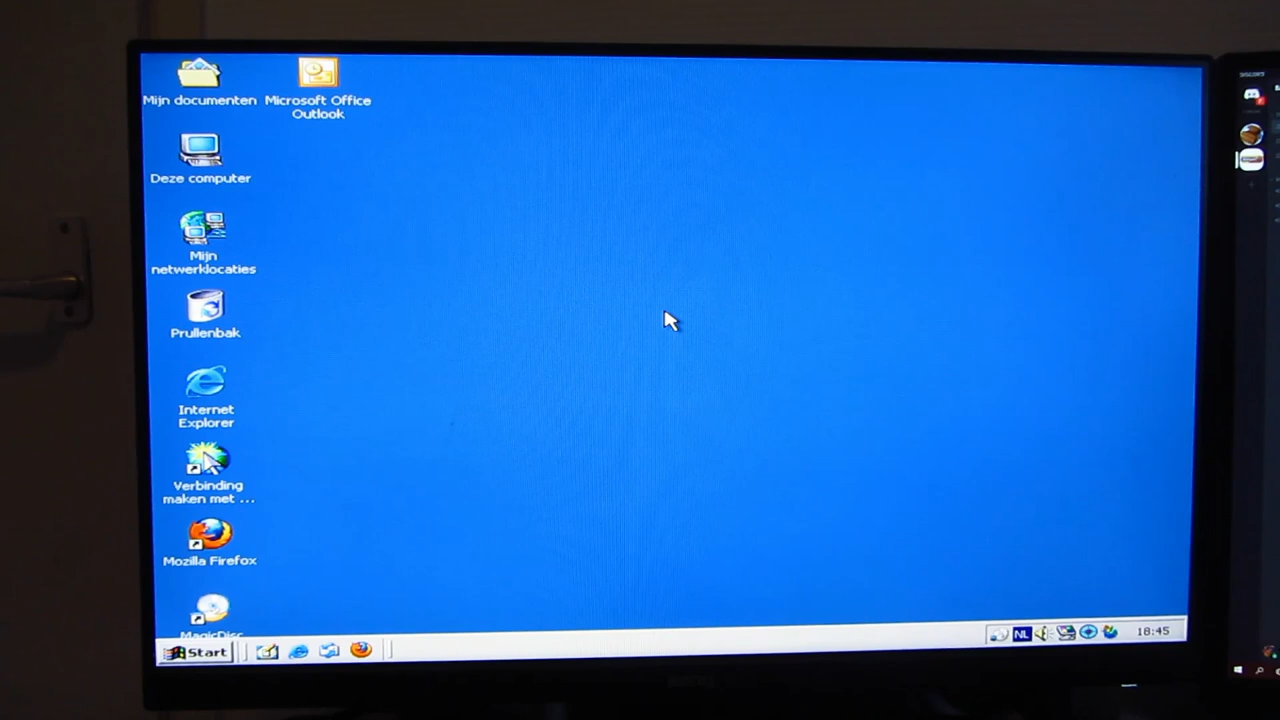 Mijn documenten
Microsoft Office
Outlook
Deze computer
Mijn
netwerklocaties
Prullenbak
Internet
Explorer
Verbinding
maken met ...
Mozilla Firefox
MagicDisc
Start
NL
18:45